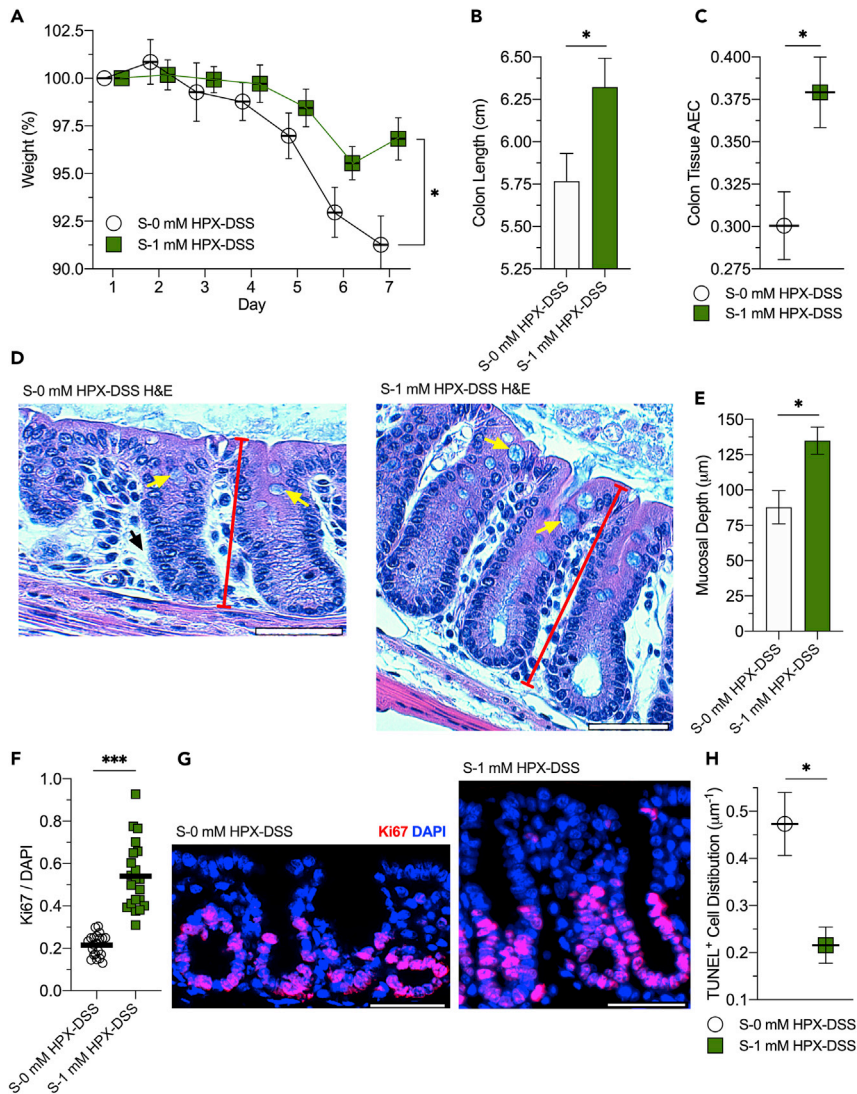 A
102.5
100.0
97.5
95.0
92.5
90.0
Weight (%)
S-0 mM HPX-DSS
S-1 mM HPX-DSS
*
1 2 3 4 5 6 7
Day
B
*
6.50
6.25
6.00
5.75
5.50
5.25
Colon Length (cm)
S-0 mM HPX-DSS
S-1 mM HPX-DSS
C
*
0.400
0.375
0.350
0.325
0.300
0.275
Colon Tissue AEC
S-0 mM HPX-DSS
S-1 mM HPX-DSS
D
S-0 mM HPX-DSS H&E
S-1 mM HPX-DSS H&E
E
*
150
125
100
75
50
25
0
Mucosal Depth (μm)
S-0 mM HPX-DSS
S-1 mM HPX-DSS
F
***
1.0
0.8
0.6
0.4
0.2
0.0
Ki67 / DAPI
S-0 mM HPX-DSS
S-1 mM HPX-DSS
G
S-0 mM HPX-DSS
Ki67 DAPI
S-1 mM HPX-DSS
H
*
0.5
0.4
0.3
0.2
0.1
TUNEL+ Cell Distibution (μm-1)
S-0 mM HPX-DSS
S-1 mM HPX-DSS